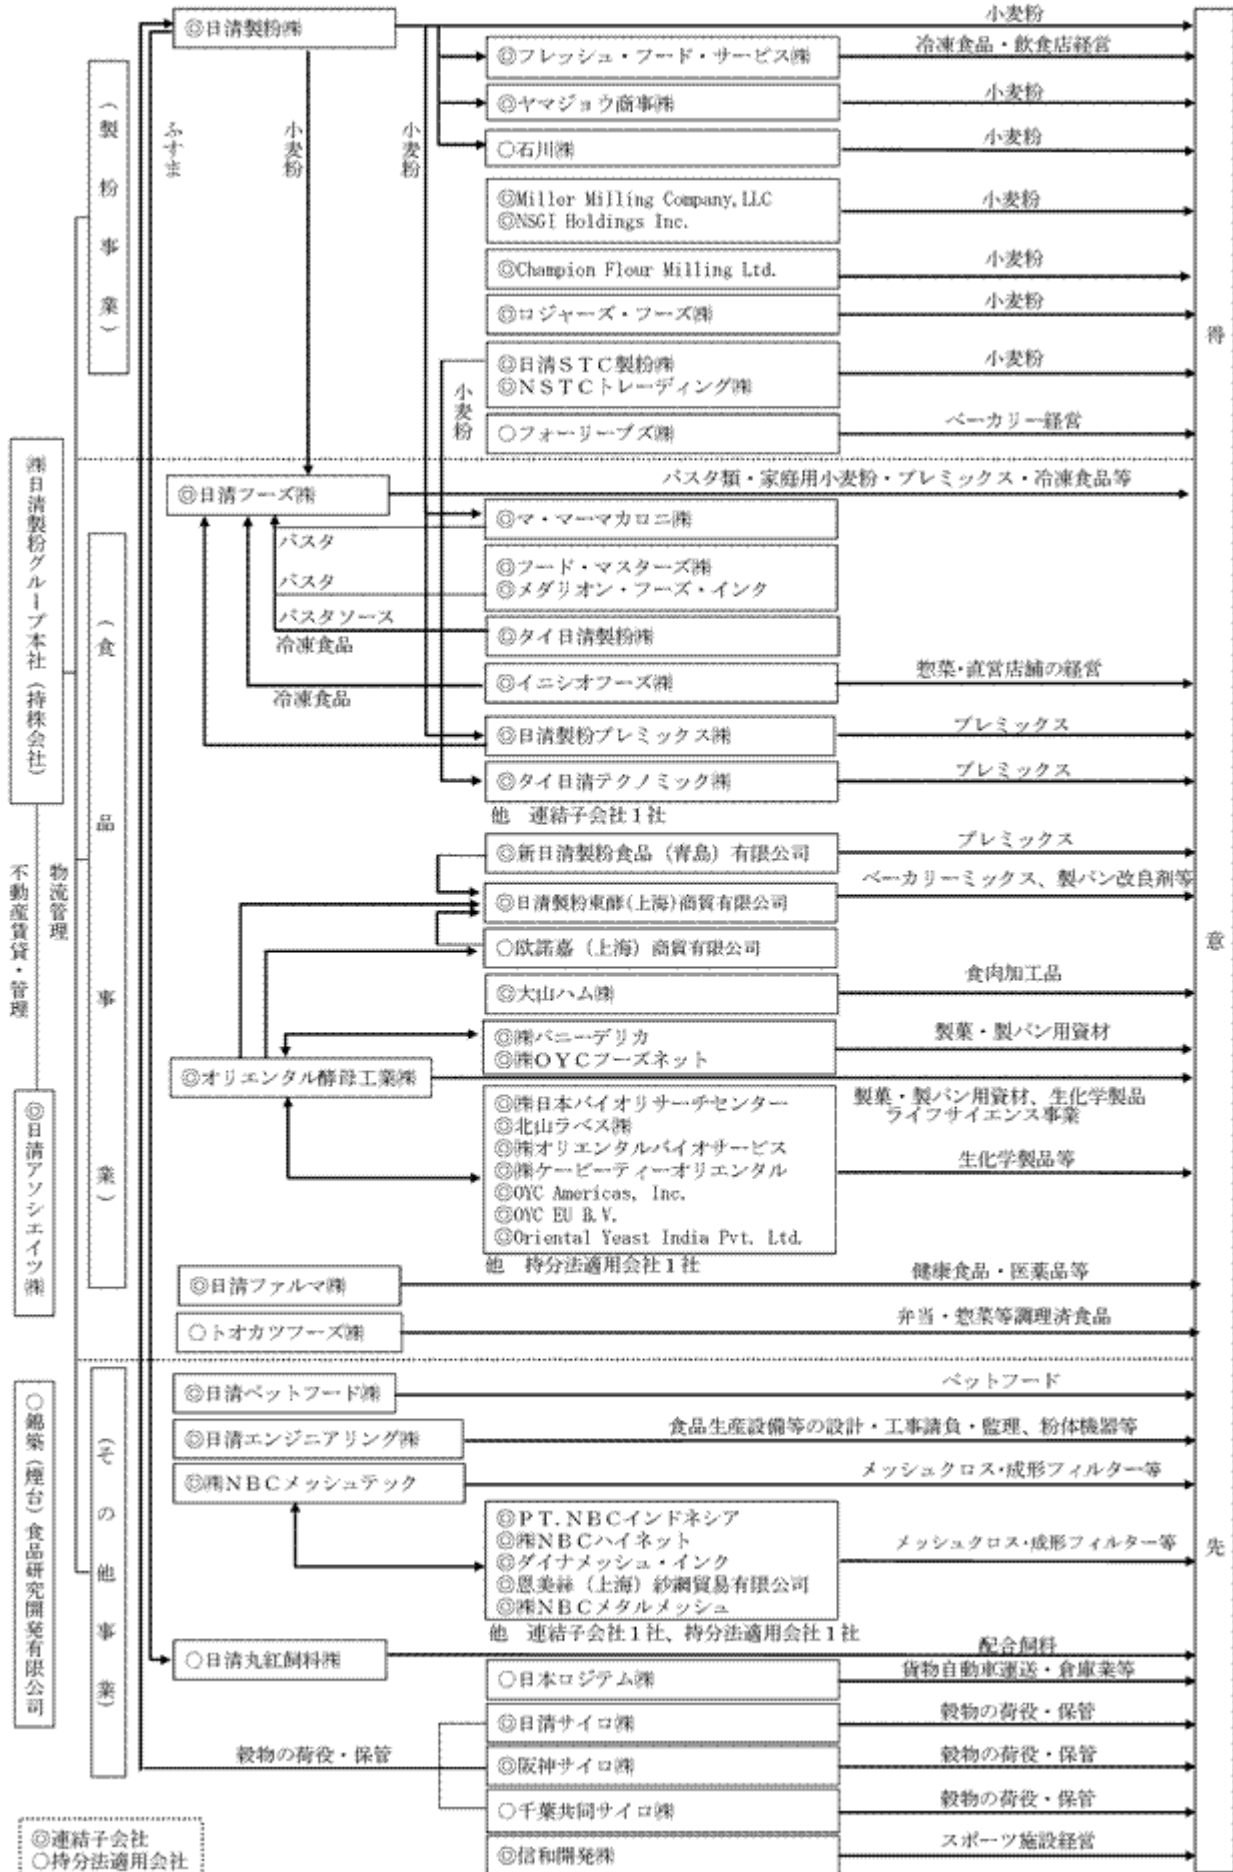 ◎日清製粉㈱
小麦粉
◎フレッシュ・フード・サービス㈱
冷凍食品・飲食店経営
◎ヤマジョウ商事㈱
小麦粉
○石川㈱
小麦粉
(製粉事業)
ふすま
小麦粉
小麦粉
◎Miller Milling Company,LLC
◎NSGI Holdings Inc.
小麦粉
◎Champion Flour Milling Ltd.
小麦粉
◎ロジャーズ・フーズ㈱
小麦粉
◎日清STC製粉㈱
◎NSTCトレーディング㈱
小麦粉
小麦粉
○フォーリーブズ㈱
ベーカリー経営
得意先
㈱日清製粉グループ本社(持株会社)
(食品事業)
◎日清フーズ㈱
パスタ類・家庭用小麦粉・プレミックス・冷凍食品等
◎マ・マーマカロニ㈱
パスタ
◎フード・マスターズ㈱
◎メダリオン・フーズ・インク
パスタ
パスタソース
冷凍食品
◎タイ日清製粉㈱
◎イニシオフーズ㈱
惣菜・直営店舗の経営
冷凍食品
◎日清製粉プレミックス㈱
プレミックス
◎タイ日清テクノミック㈱
プレミックス
他 連結子会社1社
◎新日清製粉食品(青島)有限公司
プレミックス
◎日清製粉東酵(上海)商貿有限公司
ベーカリーミックス、製パン改良剤等
○欧諾嘉(上海)商貿有限公司
◎大山ハム㈱
食肉加工品
◎㈱パニーデリカ
◎㈱OYCフーズネット
製菓・製パン用資材
◎オリエンタル酵母工業㈱
製菓・製パン用資材、生化学製品
ライフサイエンス事業
◎㈱日本バイオリサーチセンター
◎北山ラベス㈱
◎㈱オリエンタルバイオサービス
◎㈱ケービーティーオリエンタル
◎OYC Americas, Inc.
◎OYC EU B.V.
◎Oriental Yeast India Pvt. Ltd.
生化学製品等
他 持分法適用会社1社
不動産賃貸・管理
物流管理
◎日清アソシエイツ㈱
◎日清ファルマ㈱
健康食品・医薬品等
○トオカツフーズ㈱
弁当・惣菜等調理済食品
○錦築(煙台)食品研究開発有限公司
(その他事業)
◎日清ペットフード㈱
ペットフード
◎日清エンジニアリング㈱
食品生産設備等の設計・工事請負・監理、粉体機器等
◎㈱NBCメッシュテック
メッシュクロス・成形フィルター等
◎PT.NBCインドネシア
◎㈱NBCハイネット
◎ダイナメッシュ・インク
◎恩美絲(上海)紗網貿易有限公司
◎㈱NBCメタルメッシュ
メッシュクロス・成形フィルター等
他 連結子会社1社、持分法適用会社1社
○日清丸紅飼料㈱
配合飼料
○日本ロジテム㈱
貨物自動車運送・倉庫業等
◎日清サイロ㈱
穀物の荷役・保管
穀物の荷役・保管
◎阪神サイロ㈱
穀物の荷役・保管
○千葉共同サイロ㈱
穀物の荷役・保管
◎信和開発㈱
スポーツ施設経営
◎連結子会社
○持分法適用会社